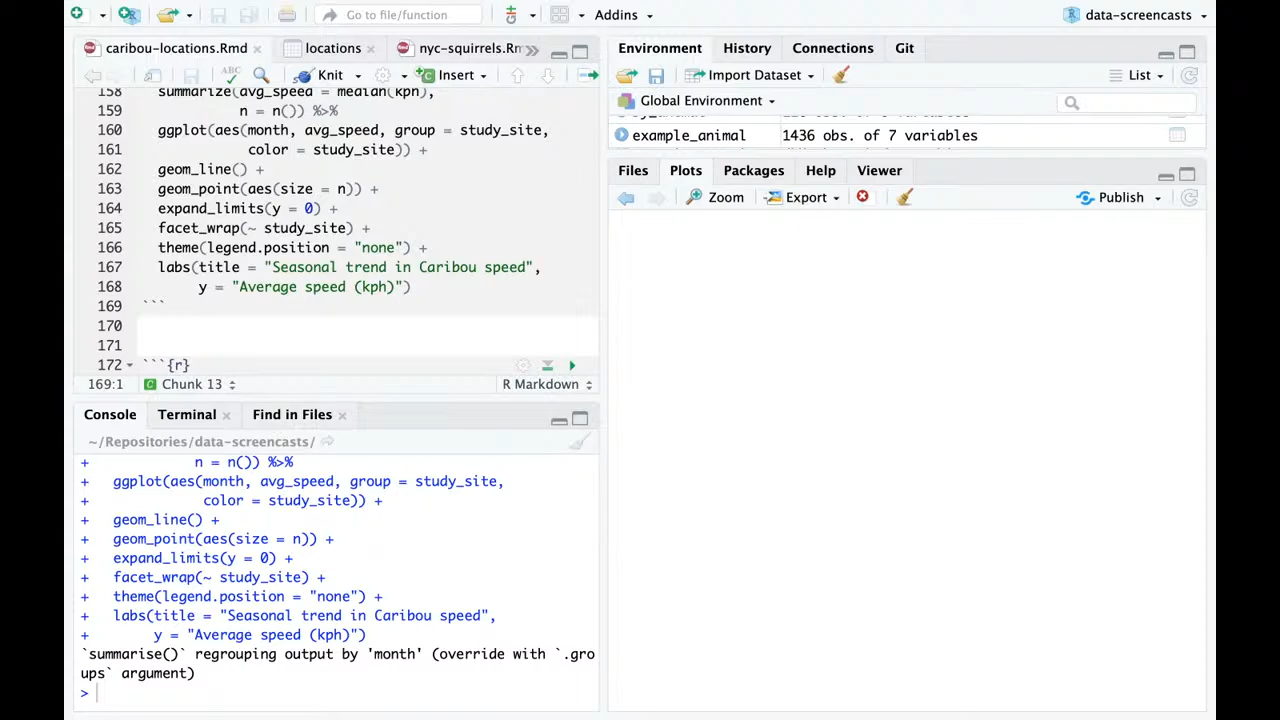 Go to file/function
Addins
data-screencasts
caribou-locations.Rmd
locations
nyc-squirrels.Rm
ABC
Knit
Insert
158 summarize(avg_speed = median(kph),
159 n = n()) %>%
160 ggplot(aes(month, avg_speed, group = study_site,
161 color = study_site)) +
162 geom_line() +
163 geom_point(aes(size = n)) +
164 expand_limits(y = 0) +
165 facet_wrap(~ study_site) +
166 theme(legend.position = "none") +
167 labs(title = "Seasonal trend in Caribou speed",
168 y = "Average speed (kph)")
169 ```
170
171
172 ```{r}
169:1 Chunk 13 R Markdown
Console Terminal Find in Files
~/Repositories/data-screencasts/
+ n = n()) %>%
+ ggplot(aes(month, avg_speed, group = study_site,
+ color = study_site)) +
+ geom_line() +
+ geom_point(aes(size = n)) +
+ expand_limits(y = 0) +
+ facet_wrap(~ study_site) +
+ theme(legend.position = "none") +
+ labs(title = "Seasonal trend in Caribou speed",
+ y = "Average speed (kph)")
`summarise()` regrouping output by 'month' (override with `.gro
ups` argument)
>
Environment History Connections Git
Import Dataset List
Global Environment
example_animal 1436 obs. of 7 variables
Files Plots Packages Help Viewer
Zoom Export Publish